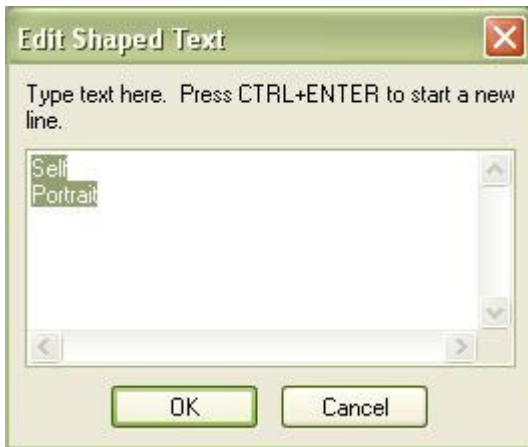 Edit Shaped Text
Type text here. Press CTRL+ENTER to start a new
line.
Self
Portrait
OK
Cancel